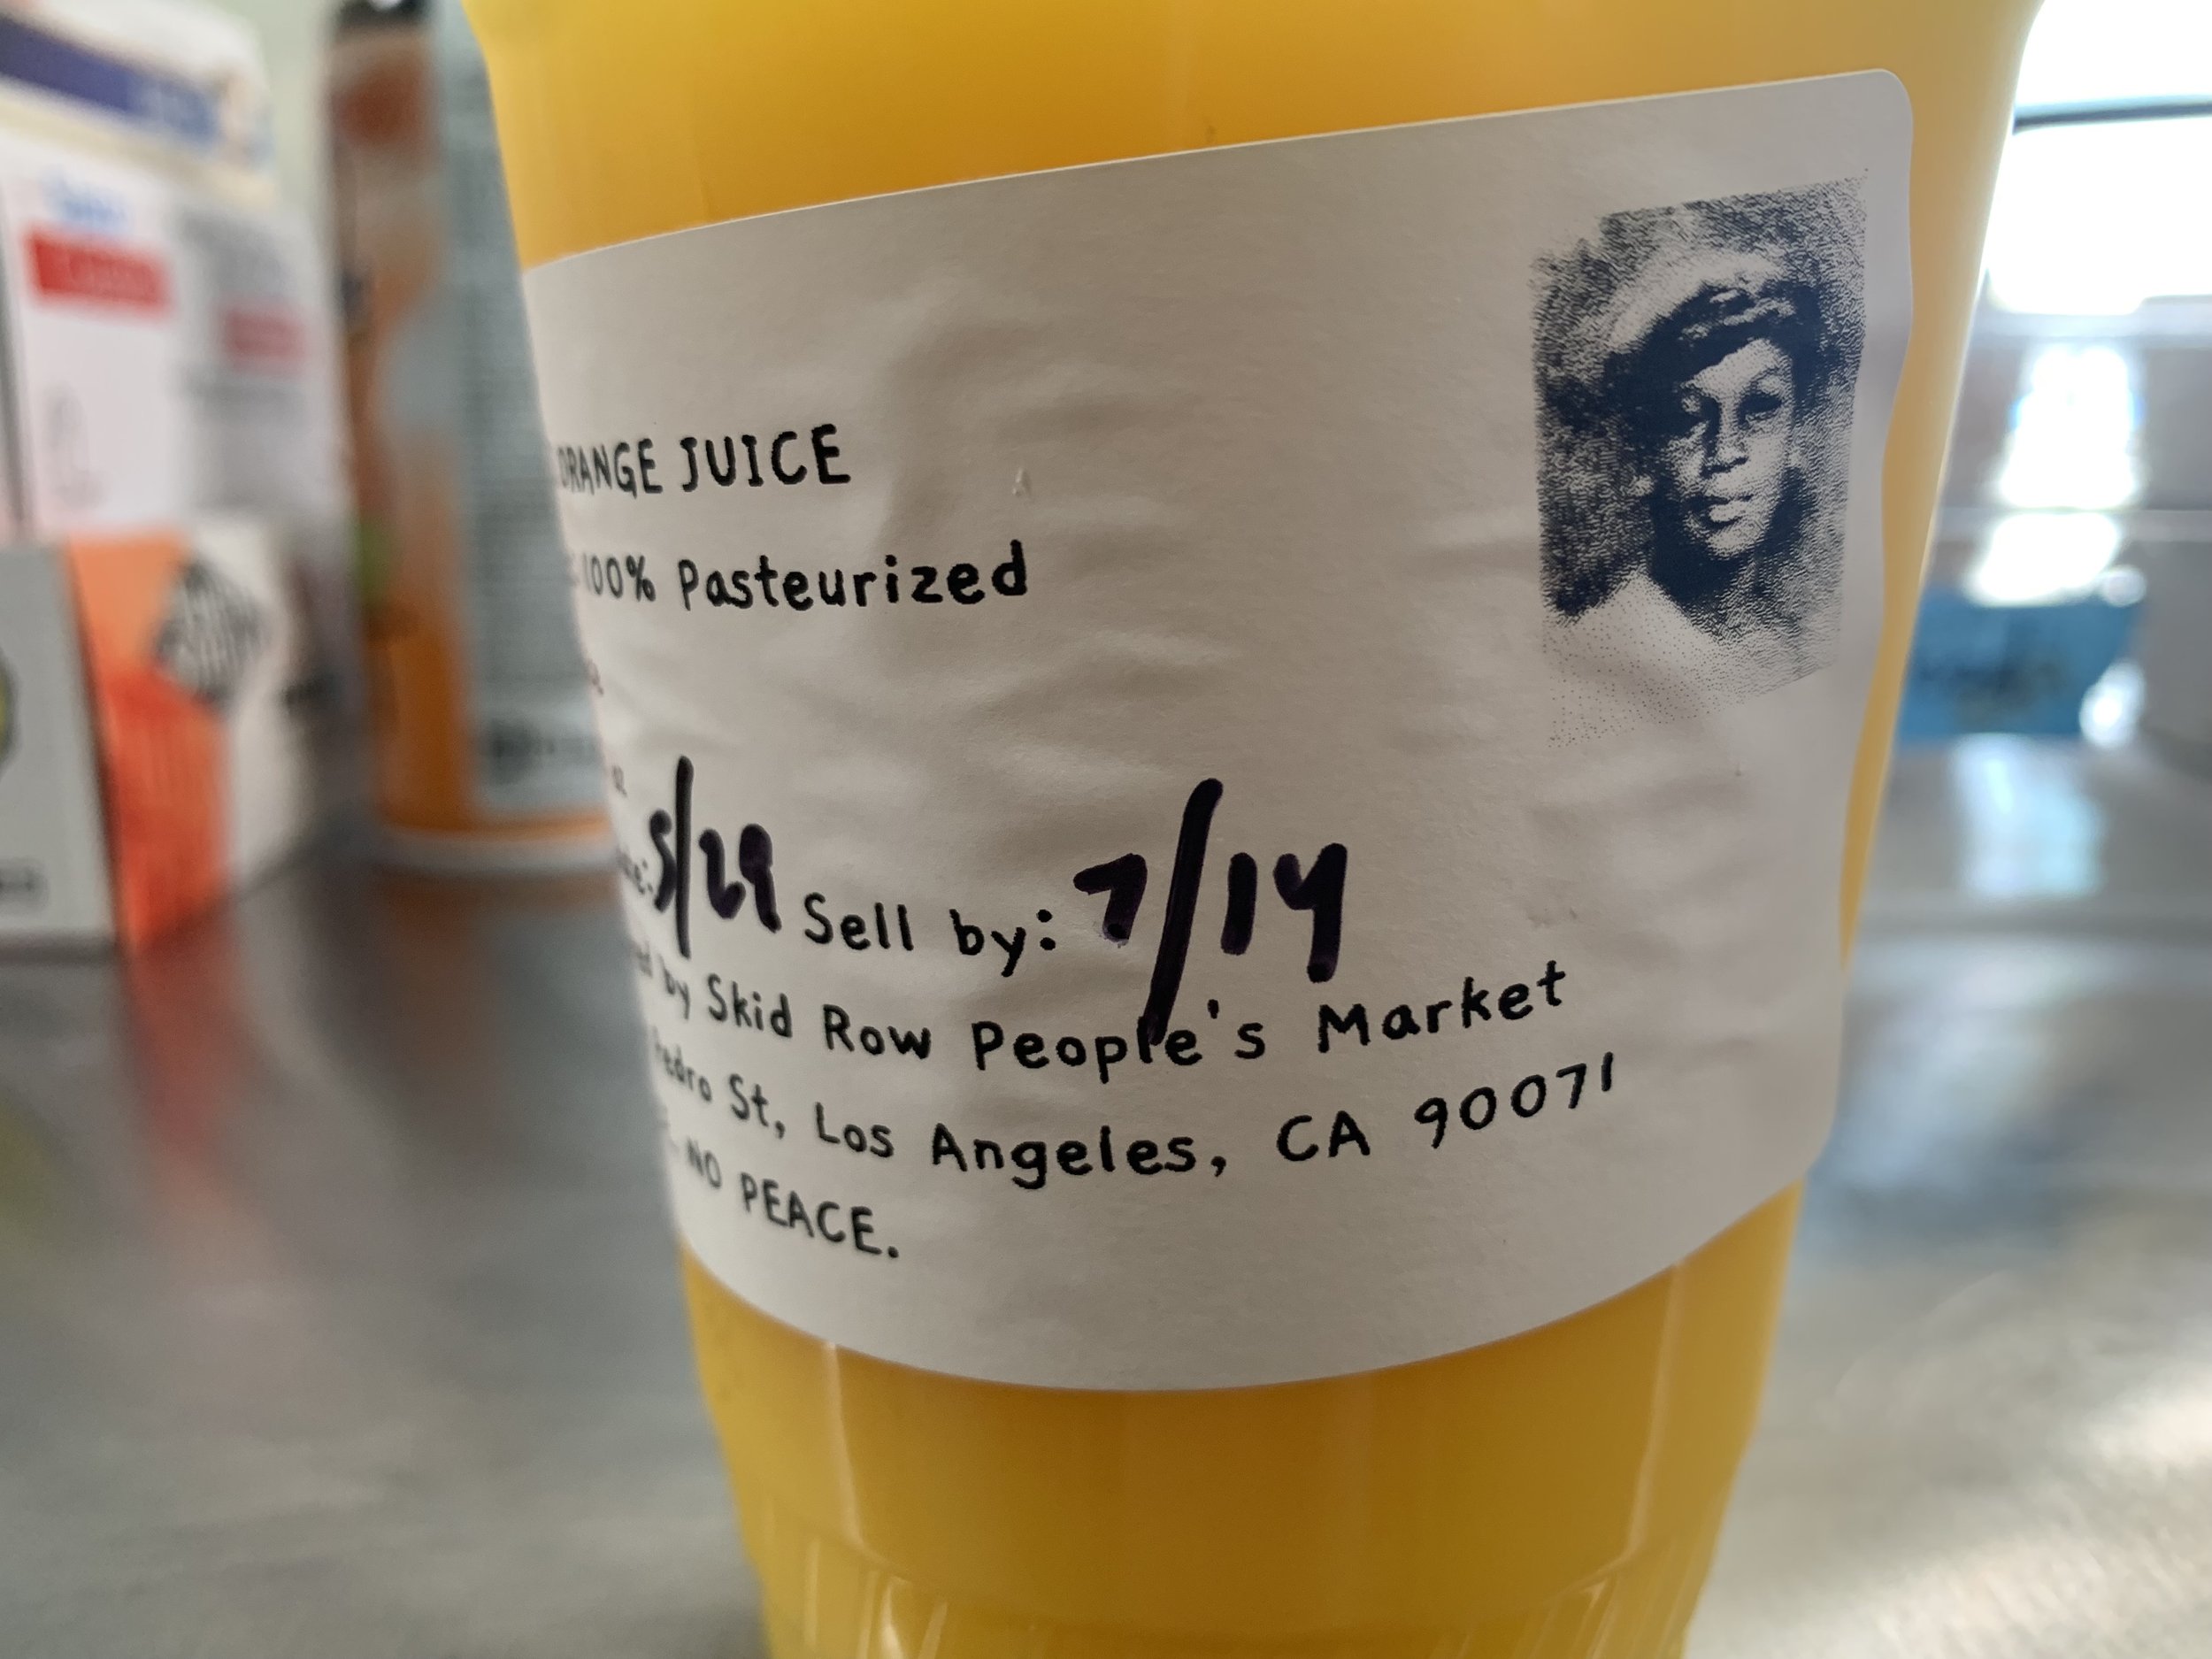 ORANGE JUICE
100% Pasteurized
5/29 Sell by: 7/14
by Skid Row People's Market
Pedro St, Los Angeles, CA 90071
NO PEACE.